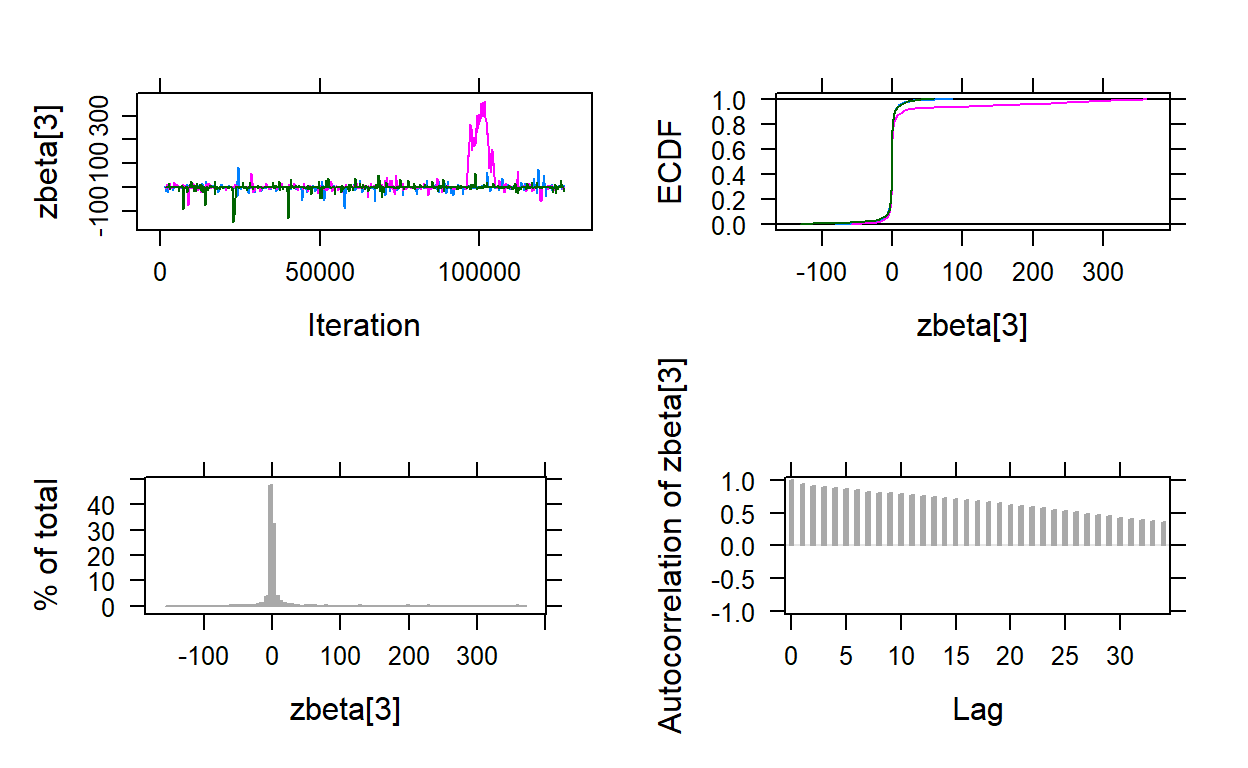 zbeta[3]
-100 100 300
0 50000 100000
Iteration
ECDF
1.0
0.8
0.6
0.4
0.2
0.0
-100 0 100 200 300
zbeta[3]
% of total
40
30
20
10
0
-100 0 100 200 300
zbeta[3]
Autocorrelation of zbeta[3]
1.0
0.5
0.0
-0.5
-1.0
0 5 10 15 20 25 30
Lag